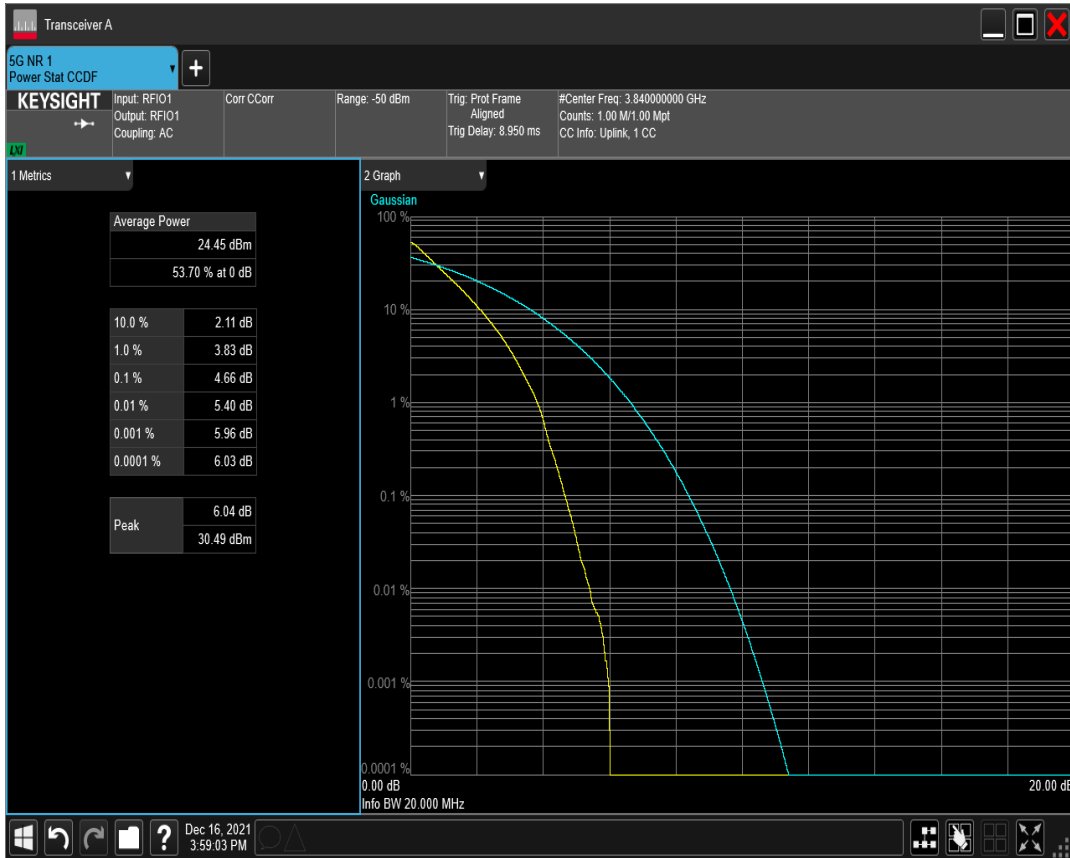 Transceiver A
5G NR 1
Power Stat CCDF
KEYSIGHT
LXI
Input: RFIO1
Output: RFIO1
Coupling: AC
Corr CCorr
Range: -50 dBm
Trig: Prot Frame
Aligned
Trig Delay: 8.950 ms
#Center Freq: 3.840000000 GHz
Counts: 1.00 M/1.00 Mpt
CC Info: Uplink, 1 CC
1 Metrics
Average Power
24.45 dBm
53.70 % at 0 dB
10.0 % 2.11 dB
1.0 % 3.83 dB
0.1 % 4.66 dB
0.01 % 5.40 dB
0.001 % 5.96 dB
0.0001 % 6.03 dB
Peak
6.04 dB
30.49 dBm
2 Graph
Gaussian
100 %
10 %
1 %
0.1 %
0.01 %
0.001 %
0.0001 %
0.00 dB 20.00 dB
Info BW 20.000 MHz
? Dec 16, 2021
3:59:03 PM